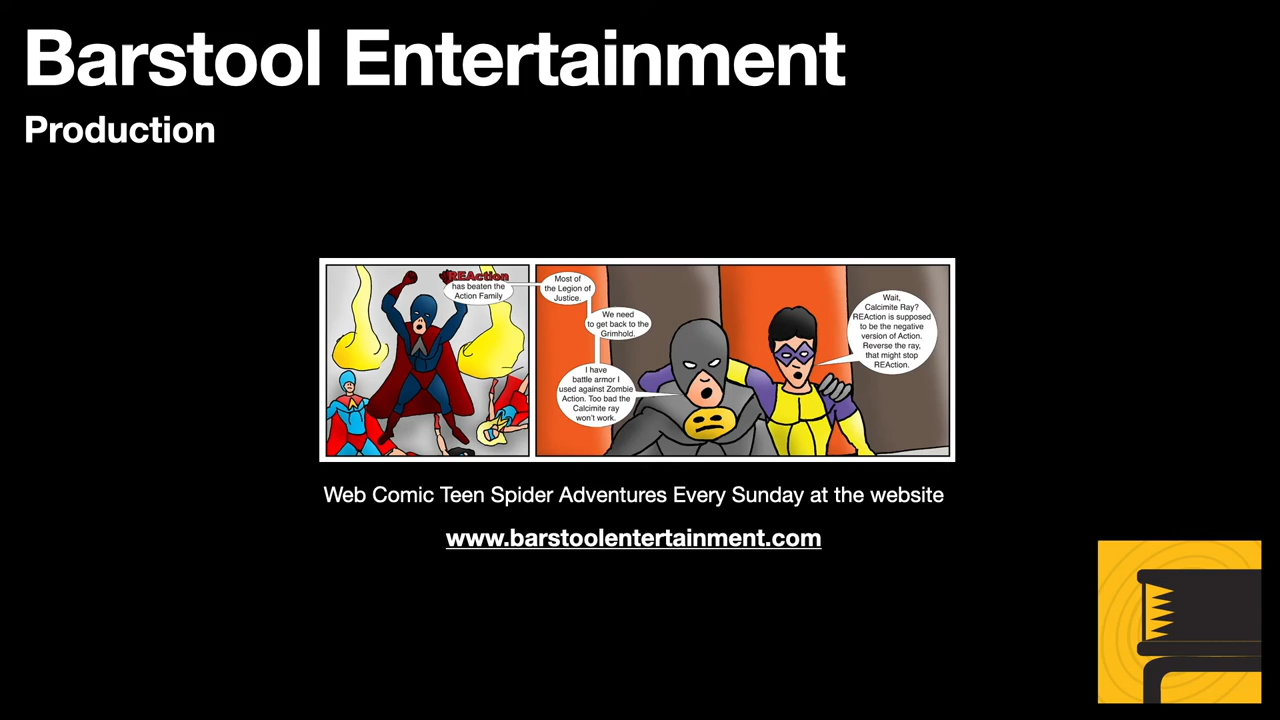 Barstool Entertainment
Production
REAction
has beaten the
Action Family
Most of
the Legion of
Justice.
We need
to get back to the
Grimhold.
I have
battle armor I
used against Zombie
Action. Too bad the
Calcimite ray
won't work.
Wait,
Calcimite Ray?
REAction is supposed
to be the negative
version of Action.
Reverse the ray,
that might stop
REAction.
Web Comic Teen Spider Adventures Every Sunday at the website
www.barstoolentertainment.com